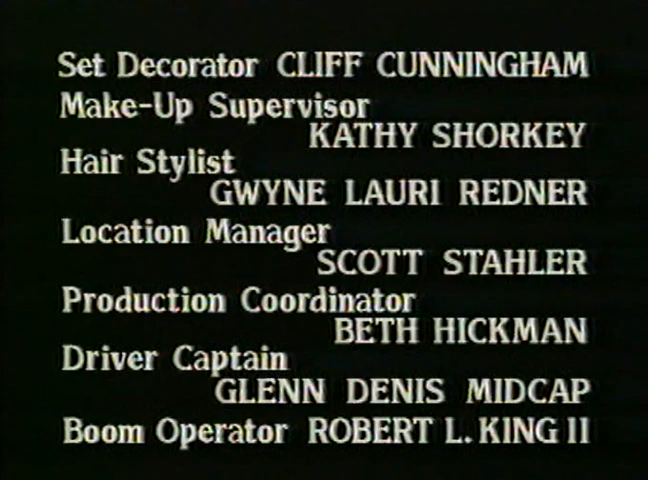 Set Decorator CLIFF CUNNINGHAM
Make-Up Supervisor
KATHY SHORKEY
Hair Stylist
GWYNE LAURI REDNER
Location Manager
SCOTT STAHLER
Production Coordinator
BETH HICKMAN
Driver Captain
GLENN DENIS MIDCAP
Boom Operator ROBERT L. KING II